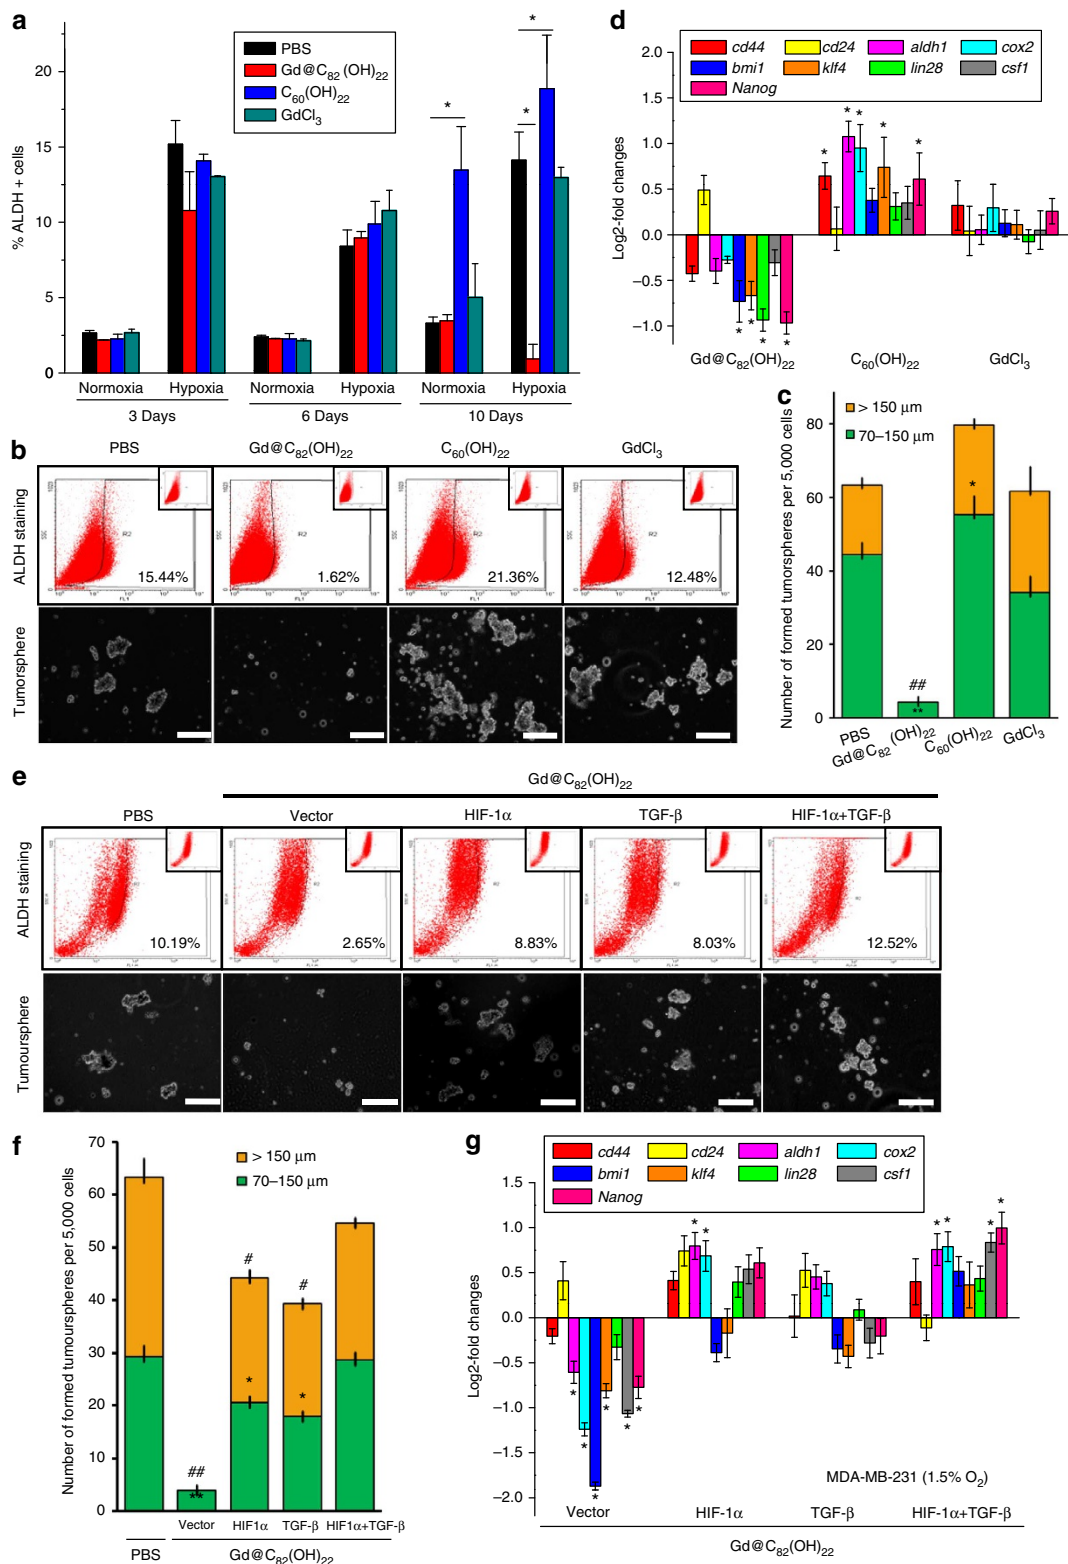 a
% ALDH + cells
20
15
10
5
0
PBS
Gd@C82(OH)22
C60(OH)22
GdCl3
*
*
*
Normoxia Hypoxia Normoxia Hypoxia Normoxia Hypoxia
3 Days 6 Days 10 Days
d
Log2-fold changes
2.0
1.5
1.0
0.5
0.0
−0.5
−1.0
cd44 cd24 aldh1 cox2
bmi1 klf4 lin28 csf1
Nanog
* * * * *
* * * *
Gd@C82(OH)22 C60(OH)22 GdCl3
b
PBS Gd@C82(OH)22 C60(OH)22 GdCl3
ALDH staining
R2 R2 R2 R2
15.44% 1.62% 21.36% 12.48%
FL1 FL1 FL1 FL1
Tumorsphere
c
Number of formed tumorspheres per 5,000 cells
80
60
40
20
0
> 150 μm
70–150 μm
*
##
**
PBS
Gd@C82(OH)22
C60(OH)22
GdCl3
e
Gd@C82(OH)22
PBS Vector HIF-1α TGF-β HIF-1α+TGF-β
ALDH staining
10.19% 2.65% 8.83% 8.03% 12.52%
Tumoursphere
f
Number of formed tumourspheres per 5,000 cells
70
60
50
40
30
20
10
0
> 150 μm
70–150 μm
# #
* *
##
**
Vector HIF1α TGF-β HIF1α+TGF-β
PBS Gd@C82(OH)22
g
Log2-fold changes
1.5
1.0
0.5
0.0
−0.5
−1.0
−1.5
−2.0
cd44 cd24 aldh1 cox2
bmi1 klf4 lin28 csf1
Nanog
* * * * * *
* *
* * * *
MDA-MB-231 (1.5% O2)
Vector HIF-1α TGF-β HIF-1α+TGF-β
Gd@C82(OH)22